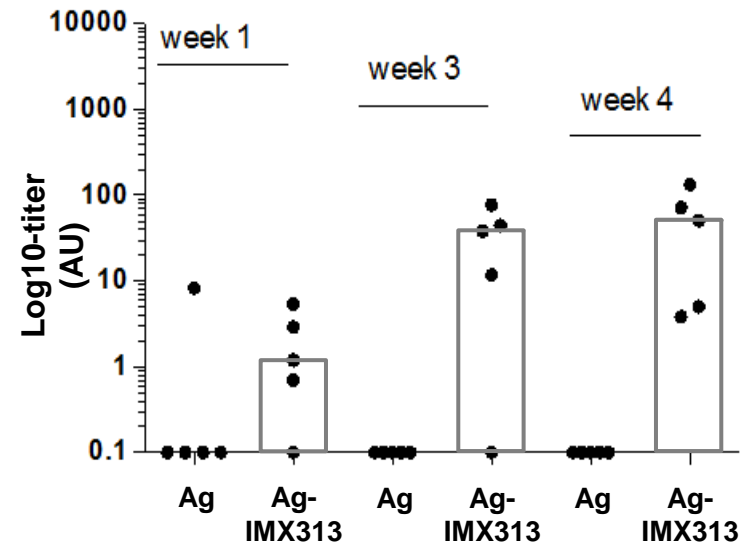 10000
1000
100
10
1
0.1
Log10-titer
(AU)
week 1
week 3
week 4
Ag
Ag-
IMX313
Ag
Ag-
IMX313
Ag
Ag-
IMX313